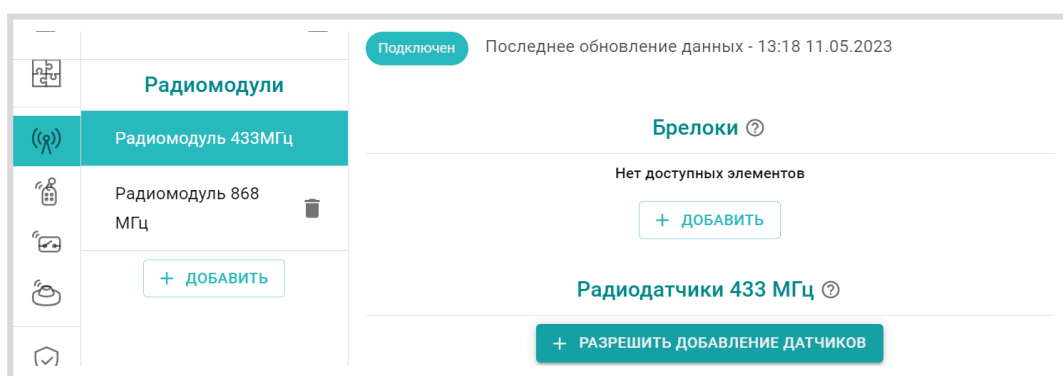 Подключен
Последнее обновление данных - 13:18 11.05.2023
Радиомодули
Радиомодуль 433МГц
Радиомодуль 868
МГц
+ ДОБАВИТЬ
Брелоки ?
Нет доступных элементов
+ ДОБАВИТЬ
Радиодатчики 433 МГц ?
+ РАЗРЕШИТЬ ДОБАВЛЕНИЕ ДАТЧИКОВ